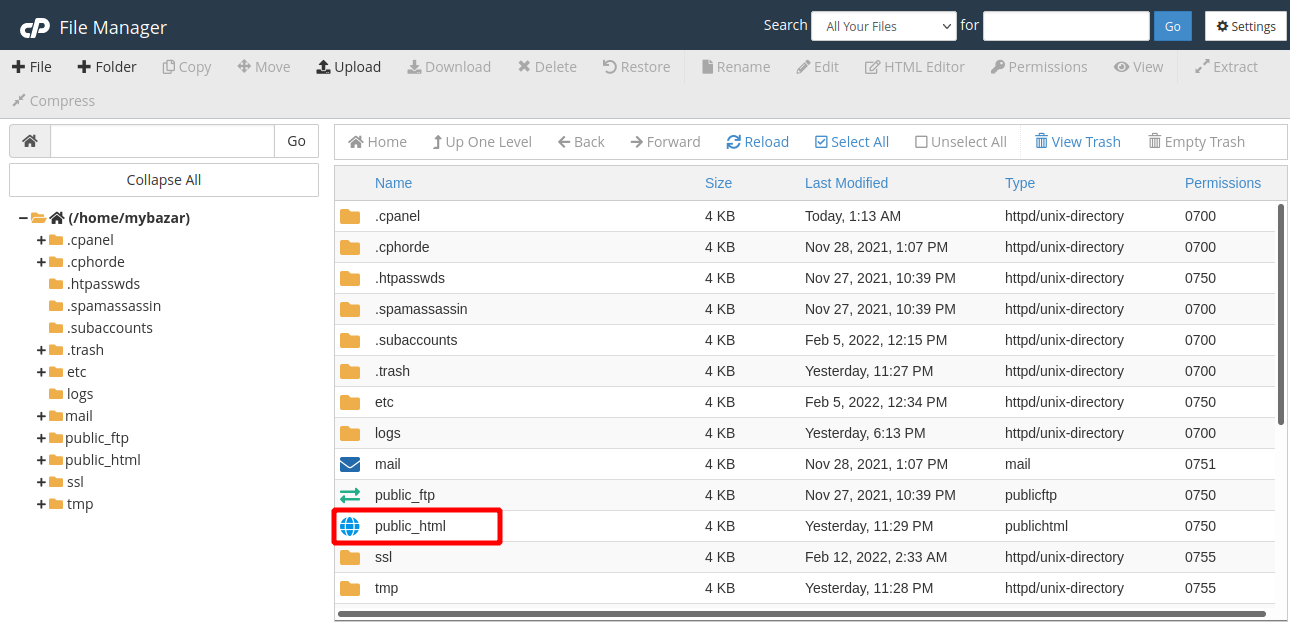 cP File Manager Search All Your Files for Go Settings
File Folder Copy Move Upload Download Delete Restore Rename Edit HTML Editor Permissions View Extract
Compress
Go Home Up One Level Back Forward Reload Select All Unselect All View Trash Empty Trash
Collapse All
(/home/mybazar)
.cpanel
.cphorde
.htpasswds
.spamassassin
.subaccounts
.trash
etc
logs
mail
public_ftp
public_html
ssl
tmp
Name Size Last Modified Type Permissions
.cpanel 4 KB Today, 1:13 AM httpd/unix-directory 0700
.cphorde 4 KB Nov 28, 2021, 1:07 PM httpd/unix-directory 0700
.htpasswds 4 KB Nov 27, 2021, 10:39 PM httpd/unix-directory 0750
.spamassassin 4 KB Nov 27, 2021, 10:39 PM httpd/unix-directory 0700
.subaccounts 4 KB Feb 5, 2022, 12:15 PM httpd/unix-directory 0700
.trash 4 KB Yesterday, 11:27 PM httpd/unix-directory 0700
etc 4 KB Feb 5, 2022, 12:34 PM httpd/unix-directory 0750
logs 4 KB Yesterday, 6:13 PM httpd/unix-directory 0700
mail 4 KB Nov 28, 2021, 1:07 PM mail 0751
public_ftp 4 KB Nov 27, 2021, 10:39 PM publicftp 0750
public_html 4 KB Yesterday, 11:29 PM publichtml 0750
ssl 4 KB Feb 12, 2022, 2:33 AM httpd/unix-directory 0755
tmp 4 KB Yesterday, 11:28 PM httpd/unix-directory 0755